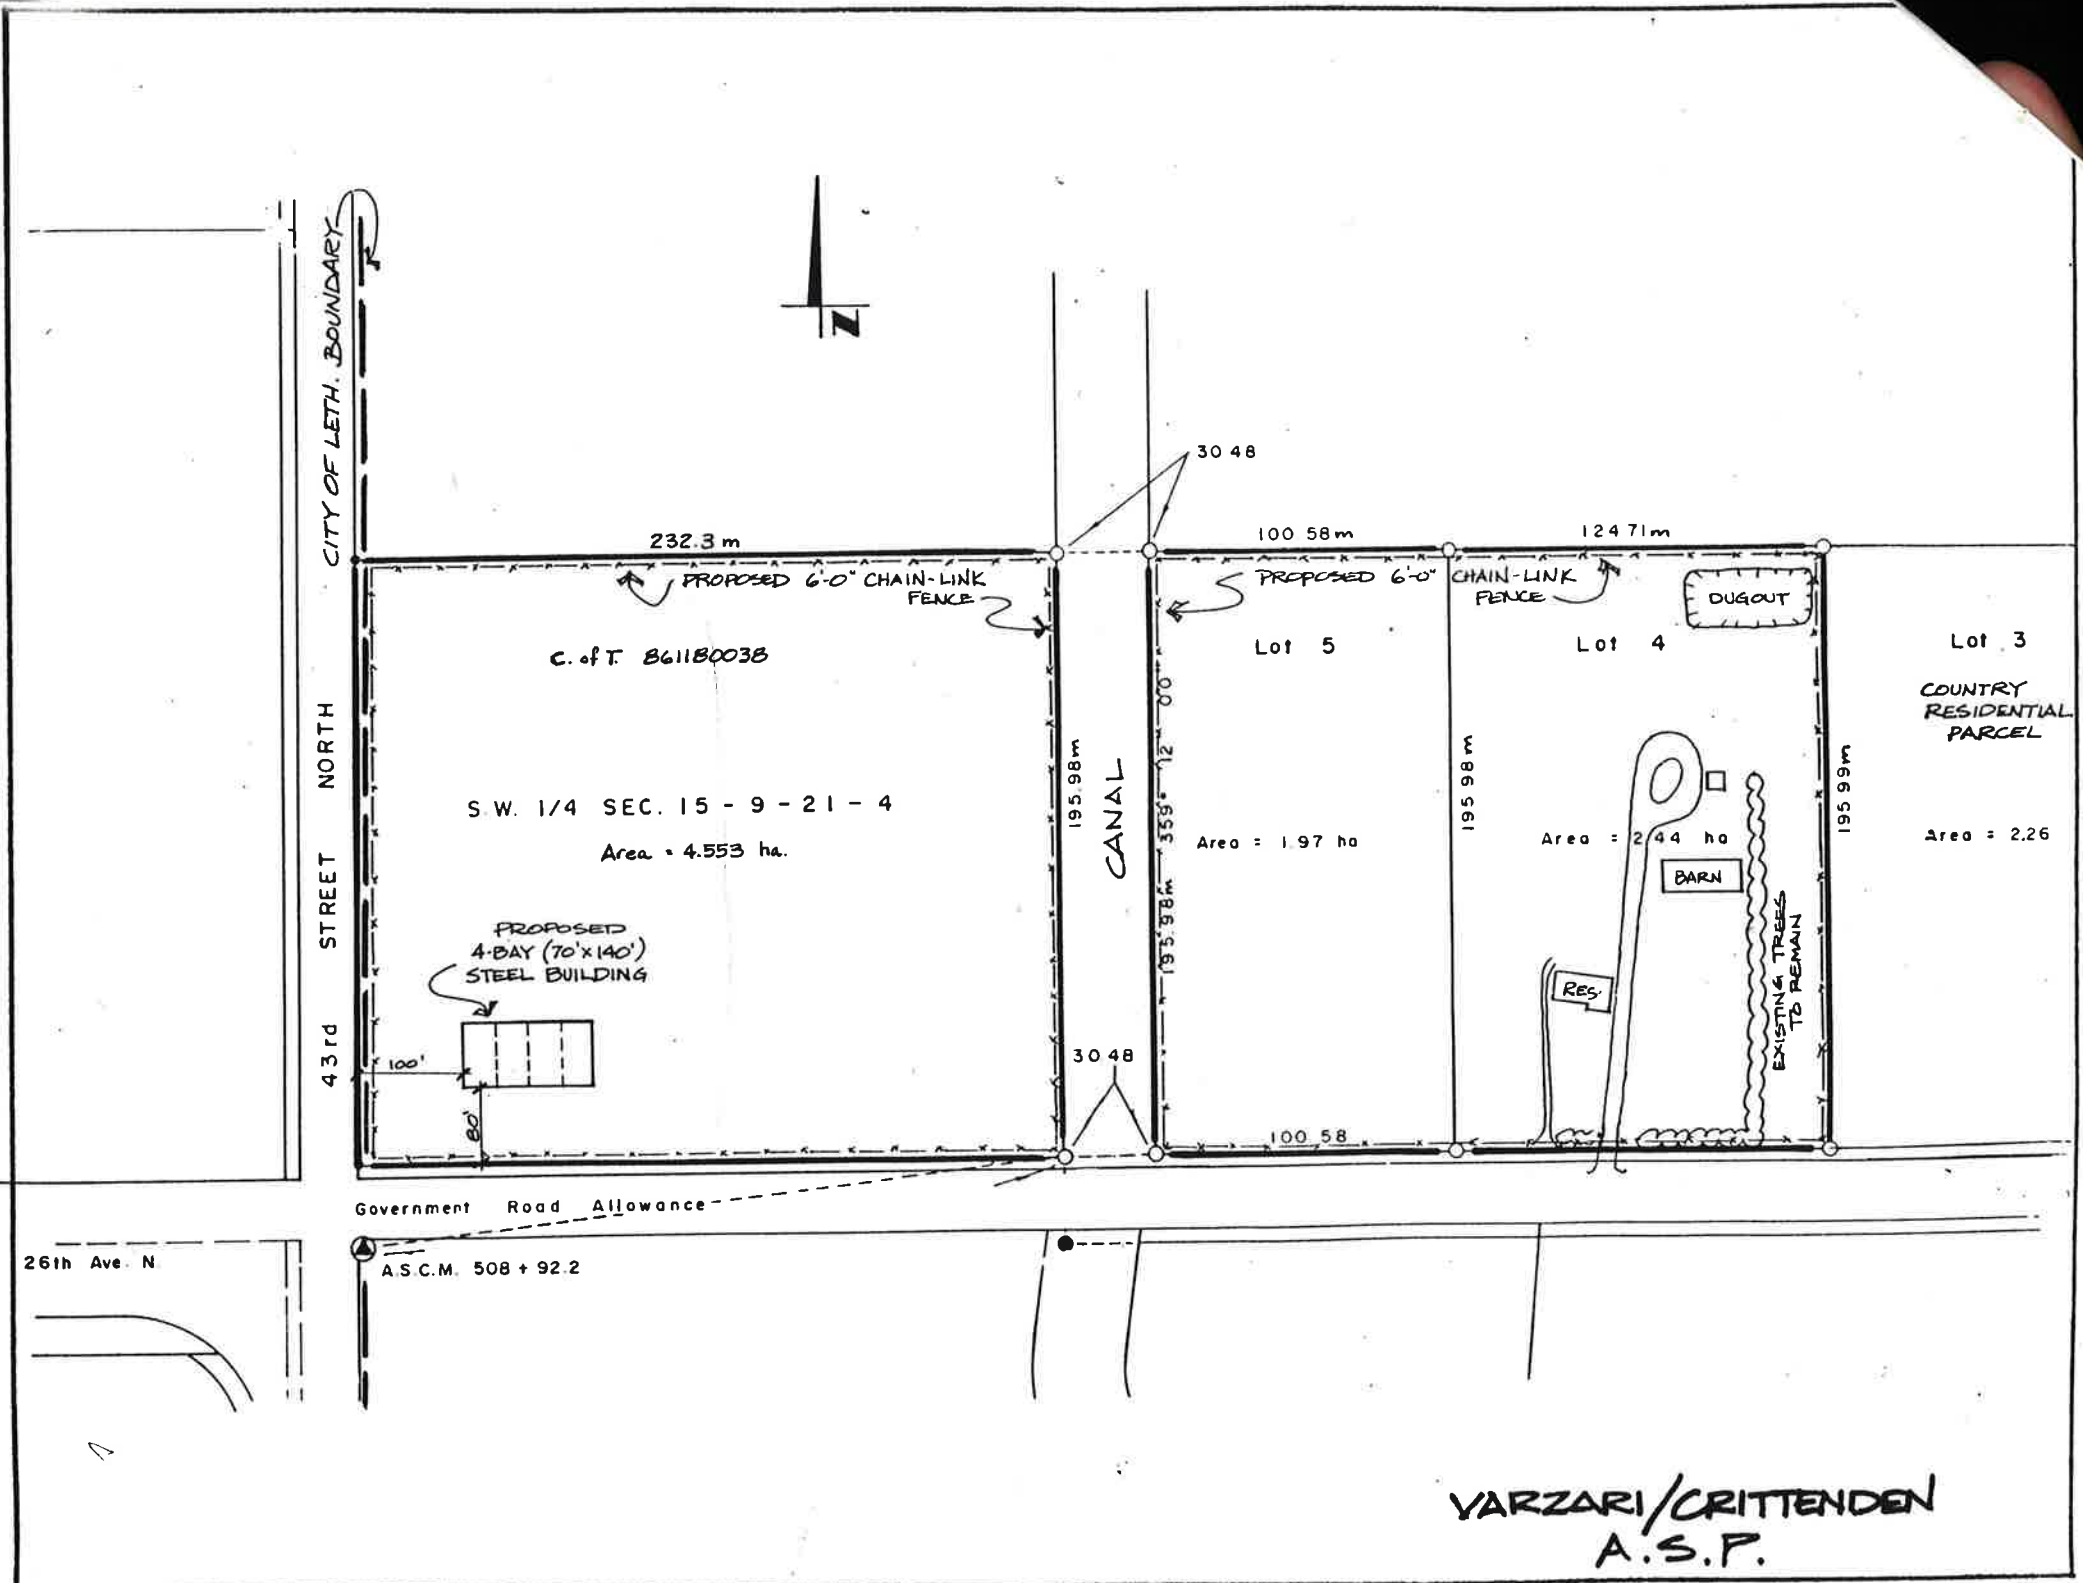 CITY OF LETH. BOUNDARY
N
30 48
232.3 m
100 58m
124 71m
PROPOSED 6'-0" CHAIN-LINK
FENCE
PROPOSED 6'-0" CHAIN-LINK
FENCE
DUGOUT
C. of T. 861180038
Lot 5
Lot 4
Lot 3
COUNTRY
RESIDENTIAL
PARCEL
43rd STREET NORTH
S.W. 1/4 SEC. 15 - 9 - 21 - 4
Area = 4.553 ha.
195.98m
CANAL
195.98m 359° 12 00
Area = 1.97 ha
195 98m
Area = 2 44 ha
BARN
195 99m
Area = 2.26
PROPOSED
4-BAY (70'x140')
STEEL BUILDING
RES.
EXISTING TREES
TO REMAIN
100'
80'
30 48
100 58
Government Road Allowance
26th Ave. N.
A.S.C.M. 508 + 92.2
VARZARI/CRITTENDEN
A.S.P.